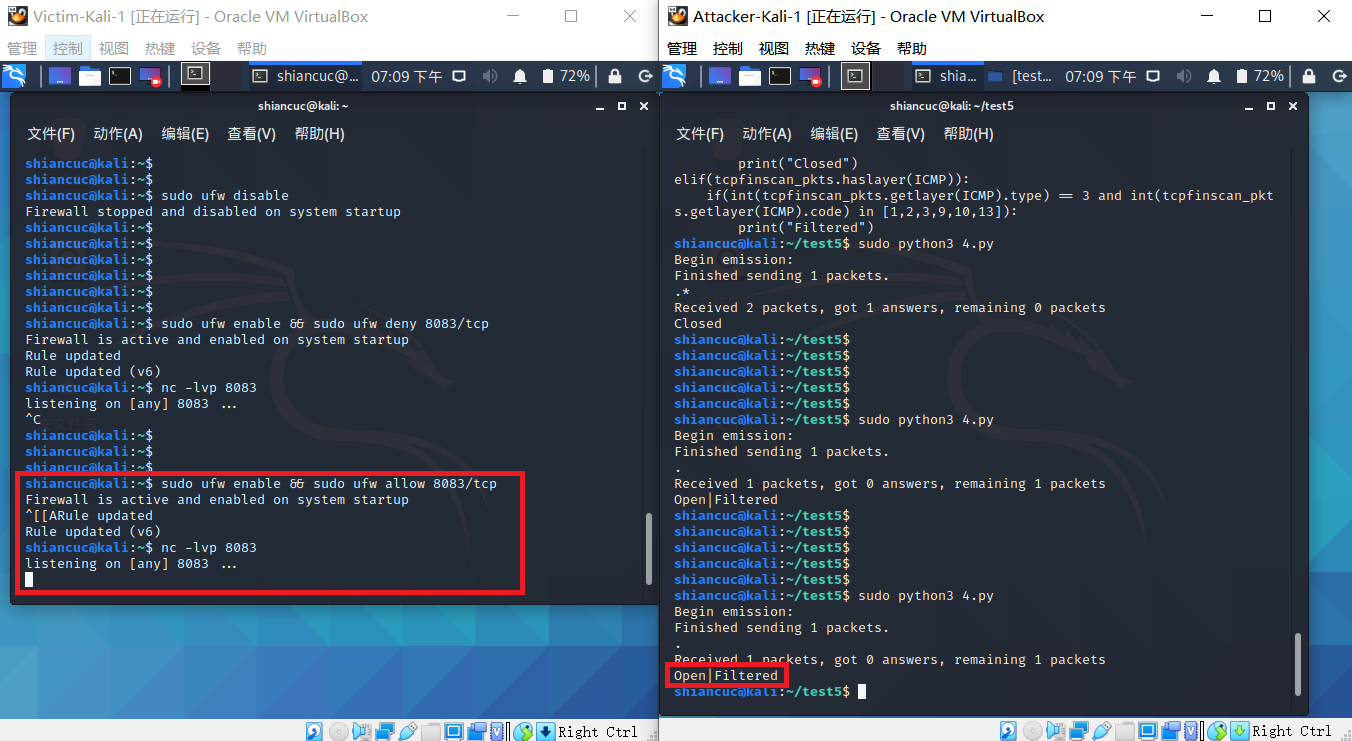 Victim-Kali-1 [正在运行] - Oracle VM VirtualBox
管理 控制 视图 热键 设备 帮助
shiancuc@... 07:09 下午 72%
shiancuc@kali: ~
文件(F) 动作(A) 编辑(E) 查看(V) 帮助(H)
shiancuc@kali:~$
shiancuc@kali:~$
shiancuc@kali:~$ sudo ufw disable
Firewall stopped and disabled on system startup
shiancuc@kali:~$
shiancuc@kali:~$
shiancuc@kali:~$
shiancuc@kali:~$
shiancuc@kali:~$
shiancuc@kali:~$
shiancuc@kali:~$ sudo ufw enable && sudo ufw deny 8083/tcp
Firewall is active and enabled on system startup
Rule updated
Rule updated (v6)
shiancuc@kali:~$ nc -lvp 8083
listening on [any] 8083 ...
^C
shiancuc@kali:~$
shiancuc@kali:~$
shiancuc@kali:~$
shiancuc@kali:~$ sudo ufw enable && sudo ufw allow 8083/tcp
Firewall is active and enabled on system startup
^[[ARule updated
Rule updated (v6)
shiancuc@kali:~$ nc -lvp 8083
listening on [any] 8083 ...
Right Ctrl
Attacker-Kali-1 [正在运行] - Oracle VM VirtualBox
管理 控制 视图 热键 设备 帮助
shia... [test... 07:09 下午 72%
shiancuc@kali: ~/test5
文件(F) 动作(A) 编辑(E) 查看(V) 帮助(H)
print("Closed")
elif(tcpfinscan_pkts.haslayer(ICMP)):
if(int(tcpfinscan_pkts.getlayer(ICMP).type) == 3 and int(tcpfinscan_pkt
s.getlayer(ICMP).code) in [1,2,3,9,10,13]):
print("Filtered")
shiancuc@kali:~/test5$ sudo python3 4.py
Begin emission:
Finished sending 1 packets.
.*
Received 2 packets, got 1 answers, remaining 0 packets
Closed
shiancuc@kali:~/test5$
shiancuc@kali:~/test5$
shiancuc@kali:~/test5$
shiancuc@kali:~/test5$
shiancuc@kali:~/test5$
shiancuc@kali:~/test5$ sudo python3 4.py
Begin emission:
Finished sending 1 packets.
.
Received 1 packets, got 0 answers, remaining 1 packets
Open|Filtered
shiancuc@kali:~/test5$
shiancuc@kali:~/test5$
shiancuc@kali:~/test5$
shiancuc@kali:~/test5$
shiancuc@kali:~/test5$
shiancuc@kali:~/test5$ sudo python3 4.py
Begin emission:
Finished sending 1 packets.
.
Received 1 packets, got 0 answers, remaining 1 packets
Open|Filtered
shiancuc@kali:~/test5$
Right Ctrl